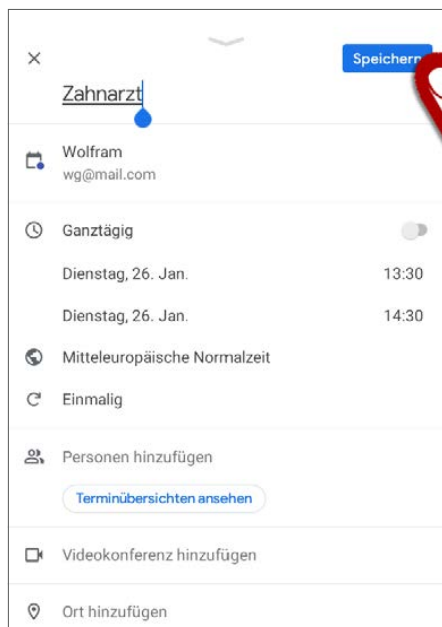 Speichern
Zahnarzt
Wolfram
wg@mail.com
Ganztägig
Dienstag, 26. Jan. 13:30
Dienstag, 26. Jan. 14:30
Mitteleuropäische Normalzeit
Einmalig
Personen hinzufügen
Terminübersichten ansehen
Videokonferenz hinzufügen
Ort hinzufügen